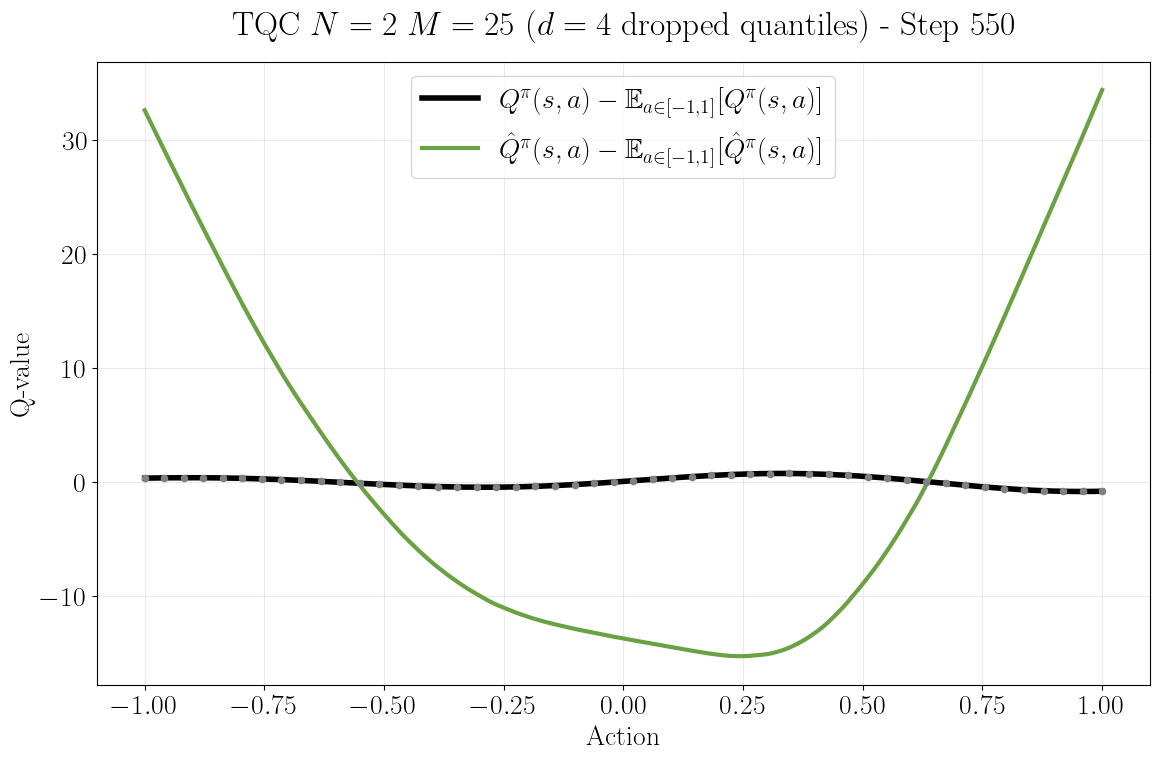 TQC N = 2 M = 25 (d = 4 dropped quantiles) - Step 550
Q^π(s, a) − 𝔼_{a∈[−1,1]}[Q^π(s, a)]
Q̂^π(s, a) − 𝔼_{a∈[−1,1]}[Q̂^π(s, a)]
Q-value
30
20
10
0
−10
−1.00 −0.75 −0.50 −0.25 0.00 0.25 0.50 0.75 1.00
Action